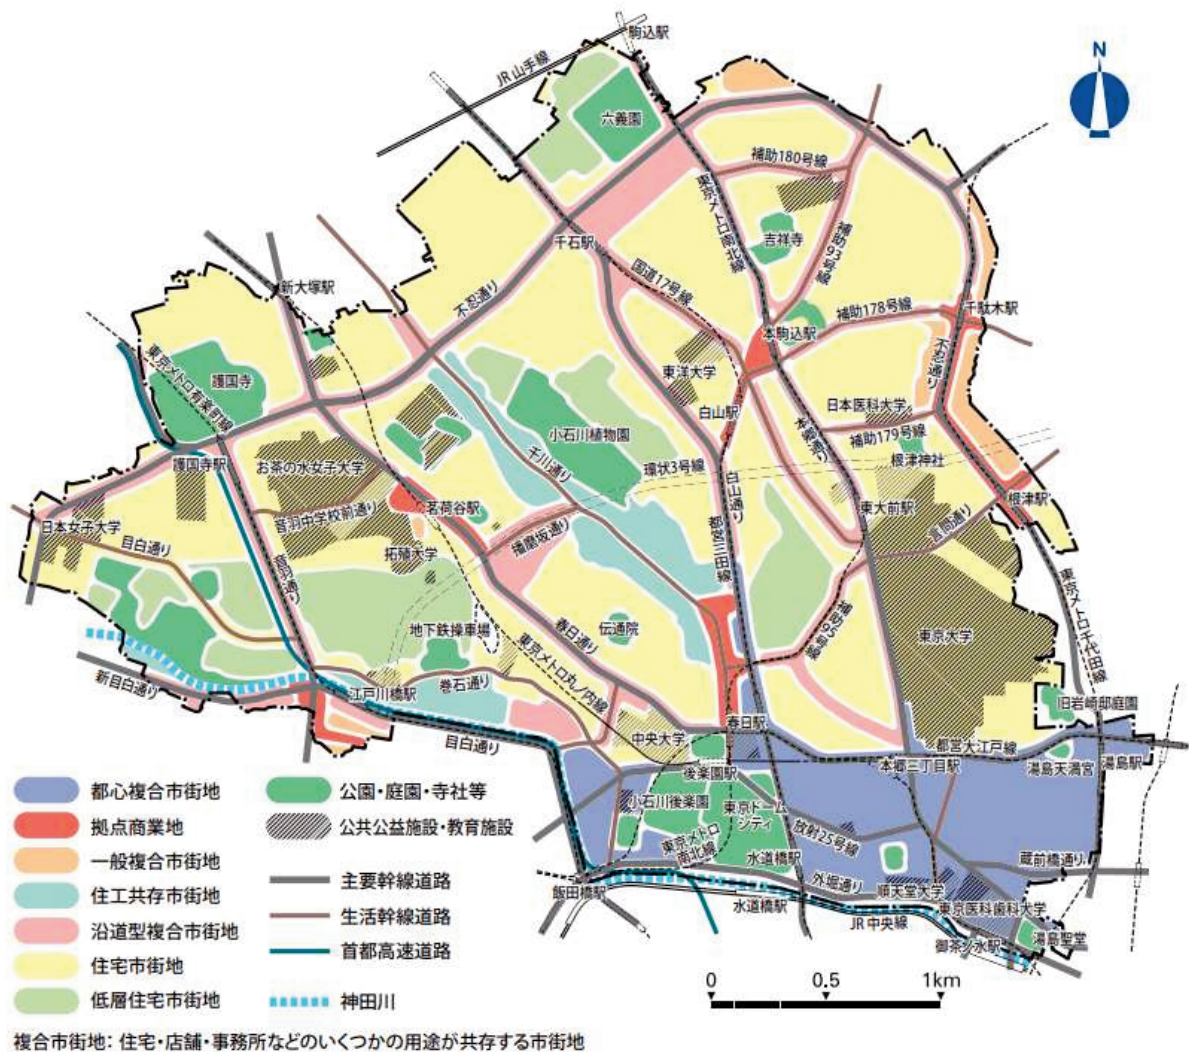 駒込駅
N
JR山手線
六義園
補助180号線
東京メトロ南北線
吉祥寺
補助93号線
千石駅
国道17号線
新大塚駅
不忍通り
補助178号線
千駄木駅
本駒込駅
不忍通り
東京メトロ有楽町線
護国寺
東洋大学
白山駅
日本医科大学
本郷通り
補助179号線
小石川植物園
千川通り
環状3号線
根津神社
護国寺駅
お茶の水女子大学
白山通り
根津駅
茗荷谷駅
東大前駅
言問通り
日本女子大学
音羽中学校前通り
播磨坂通り
都営三田線
目白通り
拓殖大学
音羽通り
東京メトロ千代田線
補助95号線
地下鉄操車場
春日通り
伝通院
東京大学
東京メトロ丸ノ内線
新目白通り
江戸川橋駅
巻石通り
旧岩崎邸庭園
目白通り
中央大学
春日駅
都営大江戸線
後楽園駅
本郷三丁目駅
湯島天満宮
湯島駅
小石川後楽園
東京ドーム
シティ
放射25号線
東京メトロ
南北線
水道橋駅
蔵前橋通り
外堀通り
飯田橋駅
順天堂大学
水道橋駅
東京医科歯科大学
JR中央線
御茶ノ水駅
湯島聖堂
都心複合市街地
拠点商業地
一般複合市街地
住工共存市街地
沿道型複合市街地
住宅市街地
低層住宅市街地
公園・庭園・寺社等
公共公益施設・教育施設
主要幹線道路
生活幹線道路
首都高速道路
神田川
0 0.5 1km
複合市街地：住宅・店舗・事務所などのいくつかの用途が共存する市街地